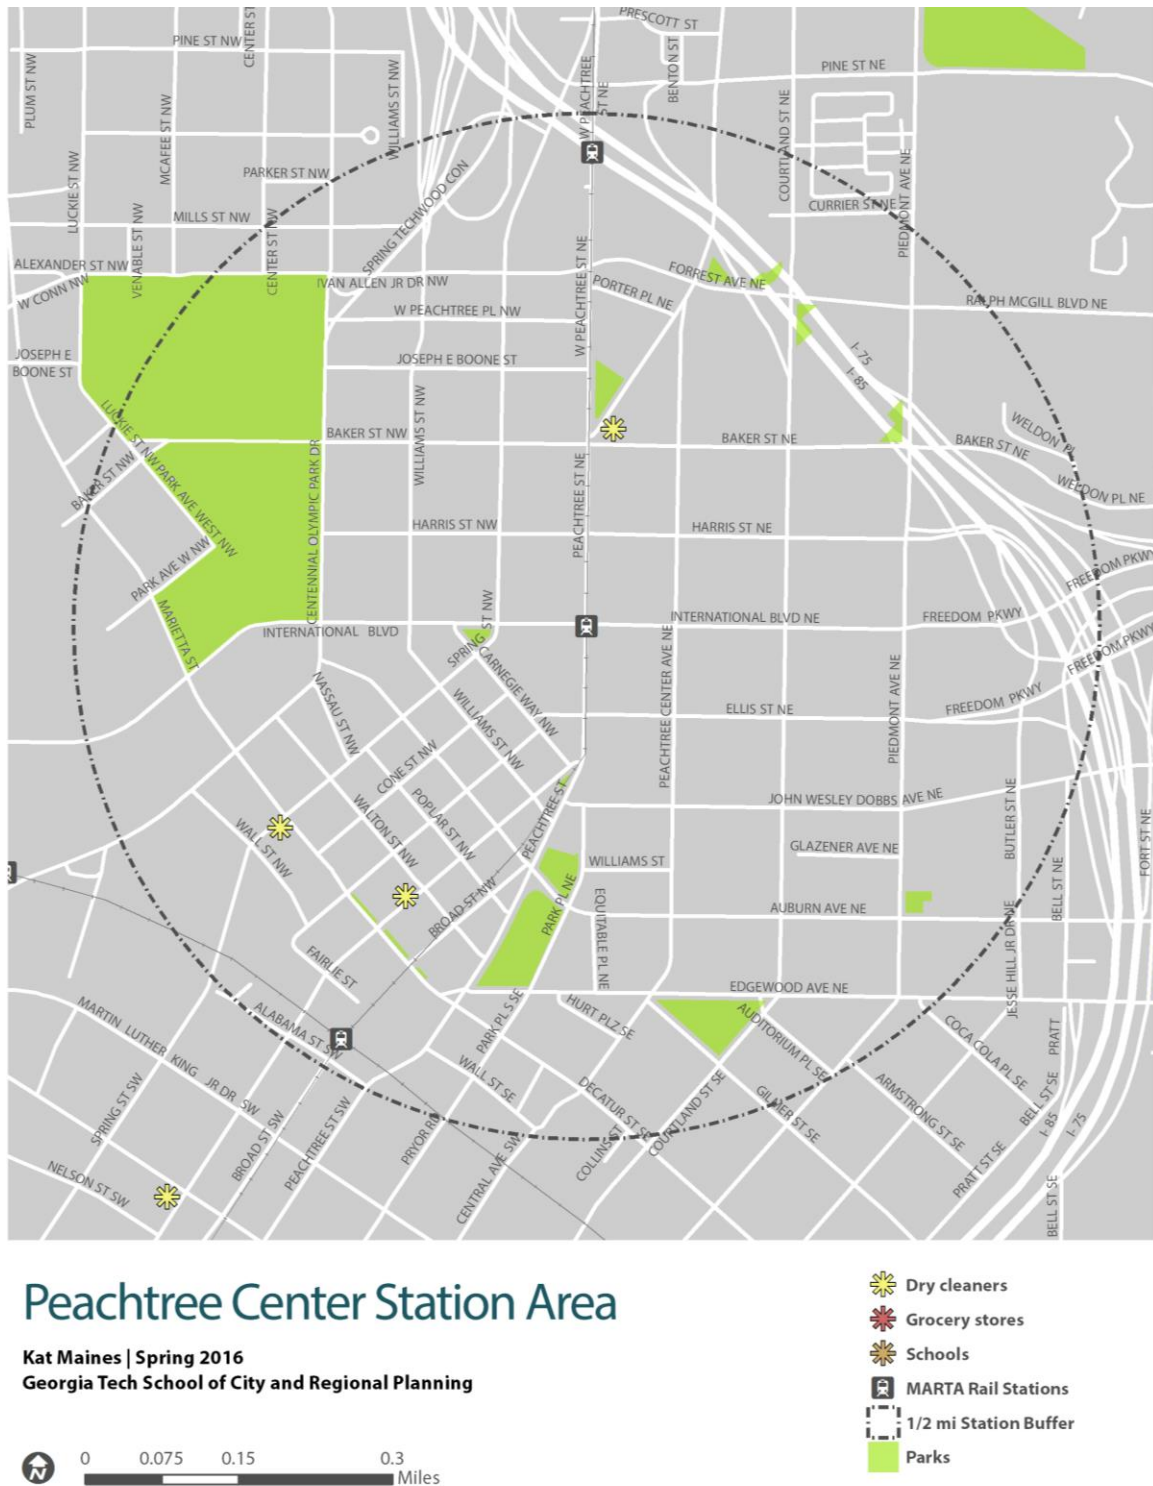 PRESCOTT ST
PINE ST NW
CENTER ST
PLUM ST NW
WILLIAMS ST NW
W PEACHTREE
ST NE
BENTON ST
PINE ST NE
MCAFEE ST NW
COURTLAND ST NE
PIEDMONT AVE NE
LUCKIE ST NW
PARKER ST NW
SPRING TECHWOOD CON
MILLS ST NW
CURRIER ST NE
VENABLE ST NW
CENTER ST NW
ALEXANDER ST NW
W CONN NW
IVAN ALLEN JR DR NW
W PEACHTREE ST NE
PORTER PL NE
FORREST AVE NE
RALPH MCGILL BLVD NE
W PEACHTREE PL NW
JOSEPH E
BOONE ST
JOSEPH E BOONE ST
I- 75
I- 85
LUCKIE ST NW
BAKER ST NW
WILLIAMS ST NW
BAKER ST NE
BAKER ST NE
WELDON PL
WELDON PL NE
BAKER ST NW
PARK AVE WEST NW
CENTENNIAL OLYMPIC PARK DR
HARRIS ST NW
PEACHTREE ST NE
HARRIS ST NE
PARK AVE W NW
MARIETTA ST
INTERNATIONAL BLVD
SPRING
ST NW
INTERNATIONAL BLVD NE
FREEDOM PKWY
FREEDOM PKWY
FREEDOM PKWY
FREEDOM PKWY
NASSAU ST NW
CARNEGIE WAY NW
WILLIAMS ST NW
PEACHTREE CENTER AVE NE
ELLIS ST NE
PIEDMONT AVE NE
CONE ST NW
POPLAR ST NW
WALTON ST NW
PEACHTREE ST
JOHN WESLEY DOBBS AVE NE
BUTLER ST NE
FORT ST NE
WALL ST NW
WILLIAMS ST
GLAZENER AVE NE
BROAD ST NW
PARK PL NE
EQUITABLE PL NE
AUBURN AVE NE
BELL ST NE
JESSE HILL JR DR NE
FAIRLIE ST
EDGEWOOD AVE NE
MARTIN LUTHER KING JR DR SW
ALABAMA ST SW
PARK PL S SE
HURT PLZ SE
AUDITORIUM PL SE
COCA COLA PL SE
PRATT
WALL ST SE
DECATUR ST SE
COURTLAND ST SE
GILMER ST SE
ARMSTRONG ST SE
BELL ST SE
I- 85
I- 75
SPRING ST SW
BROAD ST SW
PEACHTREE ST SW
PRYOR RD
CENTRAL AVE SW
COLLINS ST
PRATT ST SE
NELSON ST SW
BELL ST SE
Peachtree Center Station Area
Kat Maines | Spring 2016
Georgia Tech School of City and Regional Planning
N
0 0.075 0.15 0.3
Miles
Dry cleaners
Grocery stores
Schools
MARTA Rail Stations
1/2 mi Station Buffer
Parks